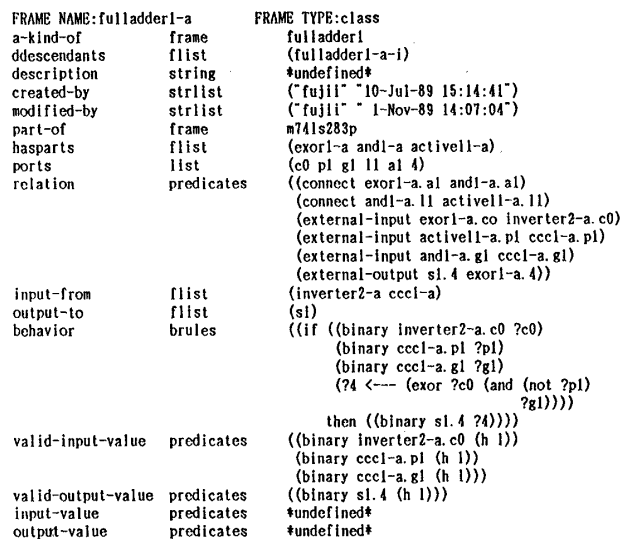 FRAME NAME:fulladder1-a FRAME TYPE:class
a-kind-of frame fulladder1
ddescendants flist (fulladder1-a-i)
description string *undefined*
created-by strlist ("fujii" "10-Jul-89 15:14:41")
modified-by strlist ("fujii" " 1-Nov-89 14:07:04")
part-of frame m74ls283p
hasparts flist (exor1-a and1-a activell-a)
ports list (c0 p1 g1 l1 a1 4)
relation predicates ((connect exor1-a.a1 and1-a.a1)
(connect and1-a.l1 activell-a.l1)
(external-input exor1-a.co inverter2-a.c0)
(external-input activell-a.p1 ccc1-a.p1)
(external-input and1-a.g1 ccc1-a.g1)
(external-output s1.4 exor1-a.4))
input-from flist (inverter2-a ccc1-a)
output-to flist (s1)
behavior brules ((if ((binary inverter2-a.c0 ?c0)
(binary ccc1-a.p1 ?p1)
(binary ccc1-a.g1 ?g1)
(?4 <--- (exor ?c0 (and (not ?p1)
?g1))))
then ((binary s1.4 ?4))))
valid-input-value predicates ((binary inverter2-a.c0 (h l))
(binary ccc1-a.p1 (h l))
(binary ccc1-a.g1 (h l)))
valid-output-value predicates ((binary s1.4 (h l)))
input-value predicates *undefined*
output-value predicates *undefined*